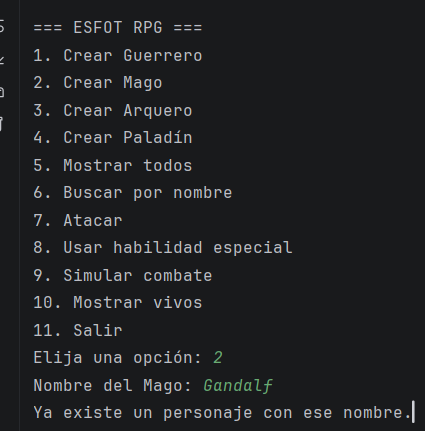 === ESFOT RPG ===
1. Crear Guerrero
2. Crear Mago
3. Crear Arquero
4. Crear Paladín
5. Mostrar todos
6. Buscar por nombre
7. Atacar
8. Usar habilidad especial
9. Simular combate
10. Mostrar vivos
11. Salir
Elija una opción: 2
Nombre del Mago: Gandalf
Ya existe un personaje con ese nombre.